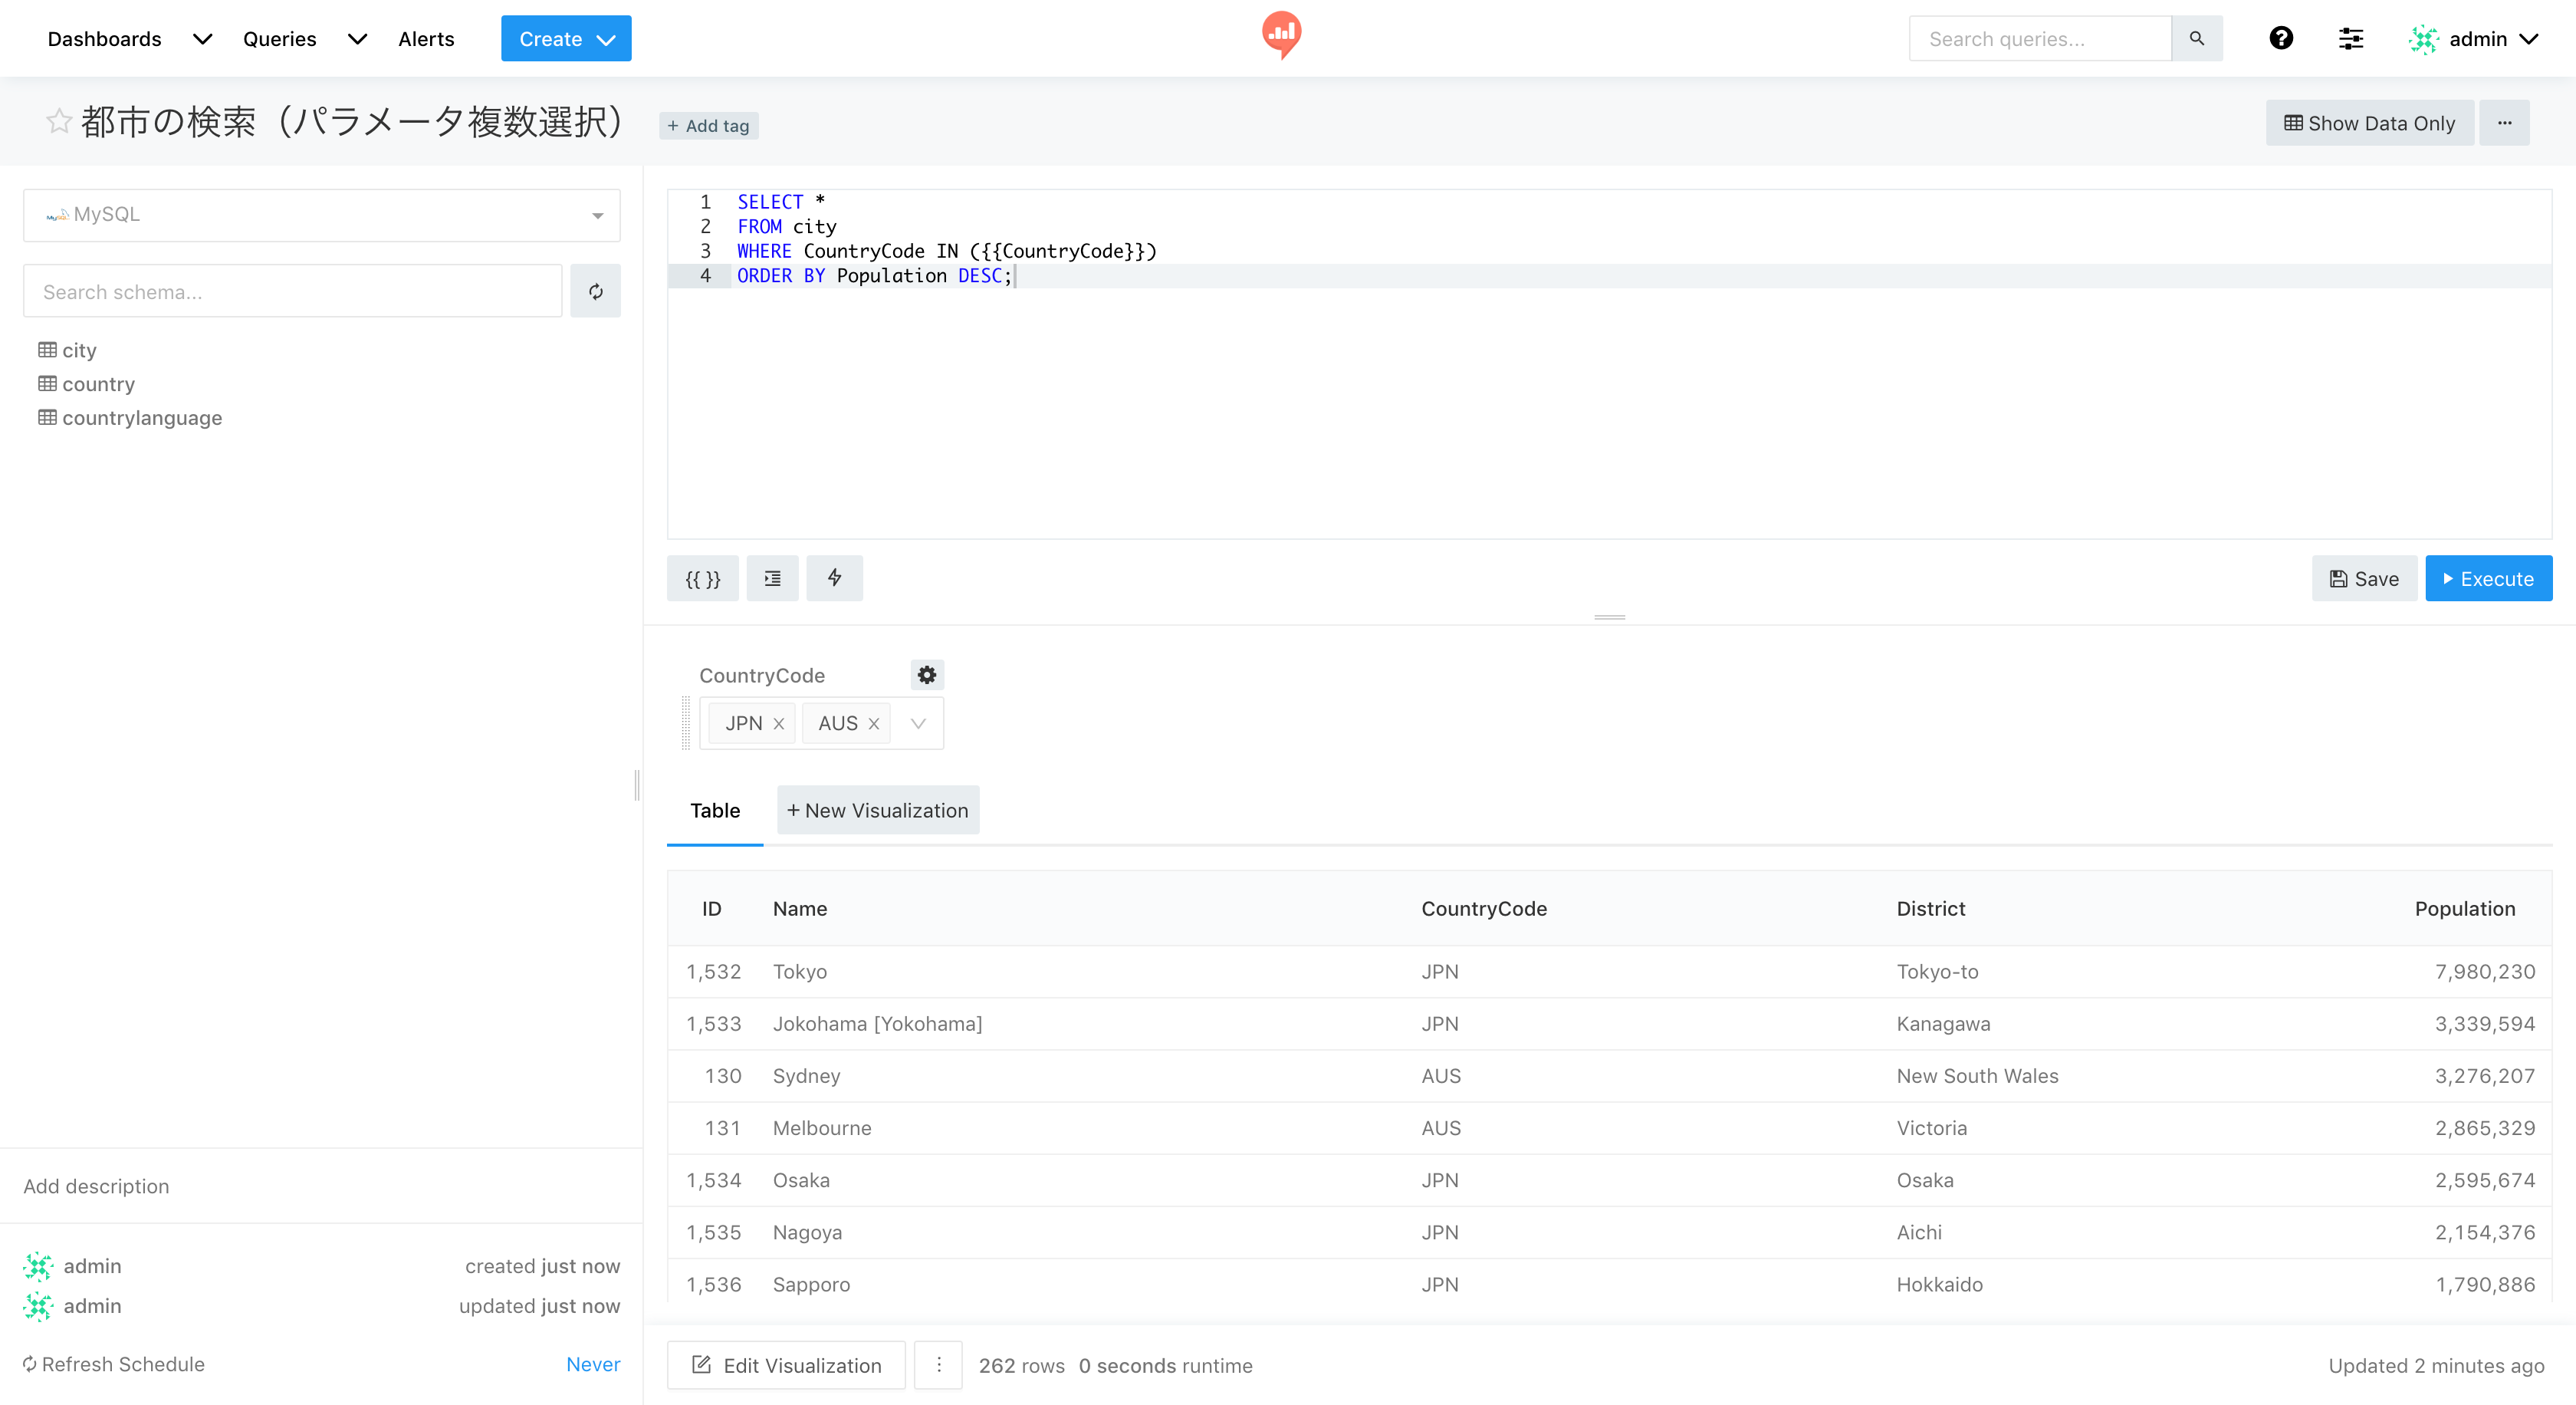 Dashboards Queries Alerts Create Search queries... admin
都市の検索（パラメータ複数選択） + Add tag Show Data Only ...
MySQL MySQL
Search schema...
city
country
countrylanguage
1 SELECT *
2 FROM city
3 WHERE CountryCode IN ({{CountryCode}})
4 ORDER BY Population DESC;
{{ }} Save Execute
CountryCode
JPN × AUS ×
Table + New Visualization
ID Name CountryCode District Population
1,532 Tokyo JPN Tokyo-to 7,980,230
1,533 Jokohama [Yokohama] JPN Kanagawa 3,339,594
130 Sydney AUS New South Wales 3,276,207
131 Melbourne AUS Victoria 2,865,329
1,534 Osaka JPN Osaka 2,595,674
1,535 Nagoya JPN Aichi 2,154,376
1,536 Sapporo JPN Hokkaido 1,790,886
Add description
admin created just now
admin updated just now
Refresh Schedule Never
Edit Visualization 262 rows 0 seconds runtime Updated 2 minutes ago